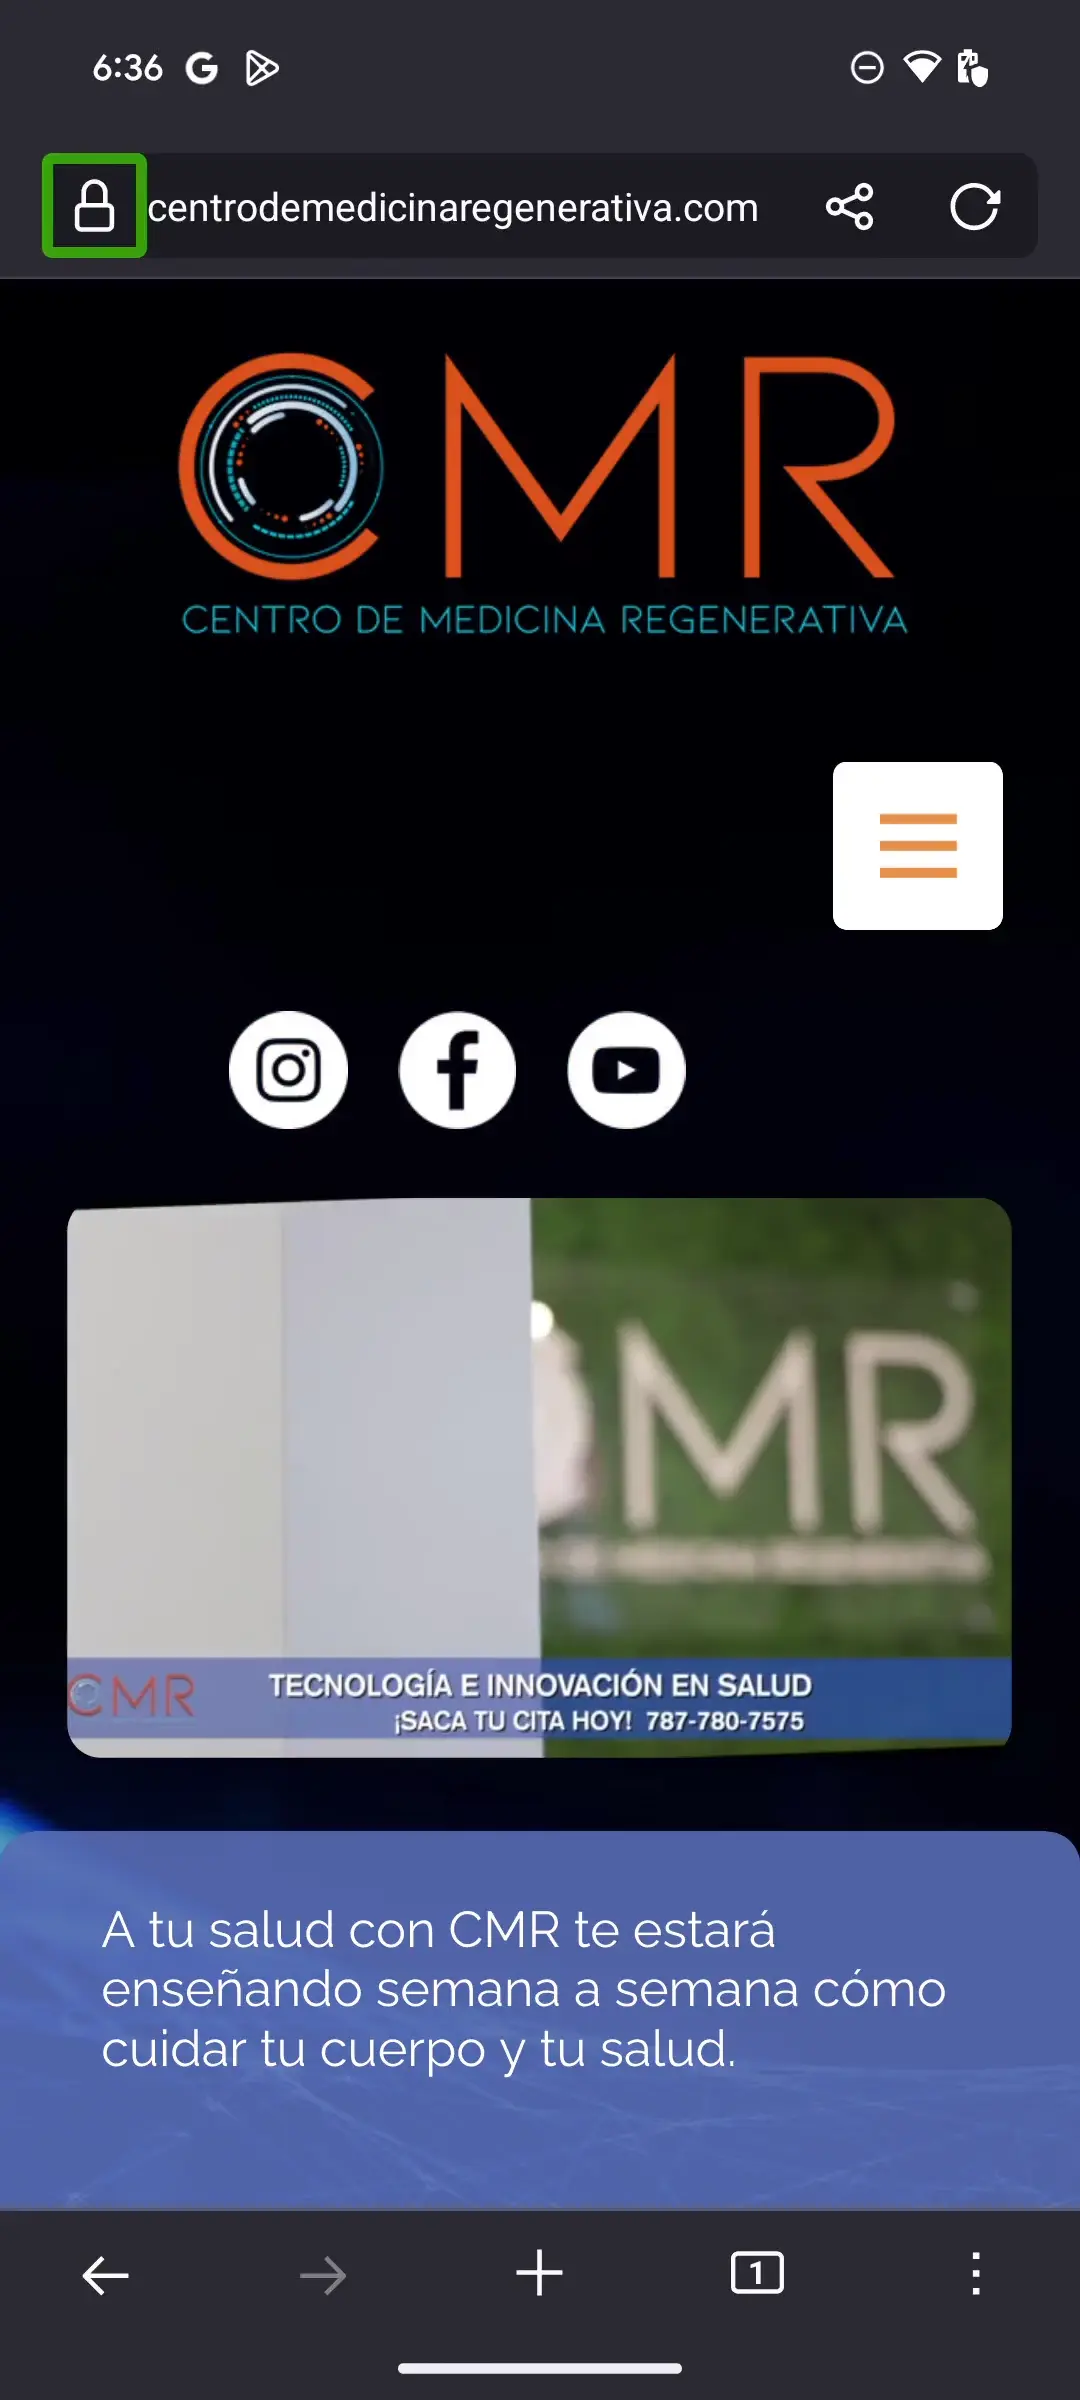 6:36
centrodemedicinaregenerativa.com
CMR
CENTRO DE MEDICINA REGENERATIVA
MR
CMR
TECNOLOGÍA E INNOVACIÓN EN SALUD
¡SACA TU CITA HOY! 787-780-7575
A tu salud con CMR te estará
enseñando semana a semana cómo
cuidar tu cuerpo y tu salud.
1